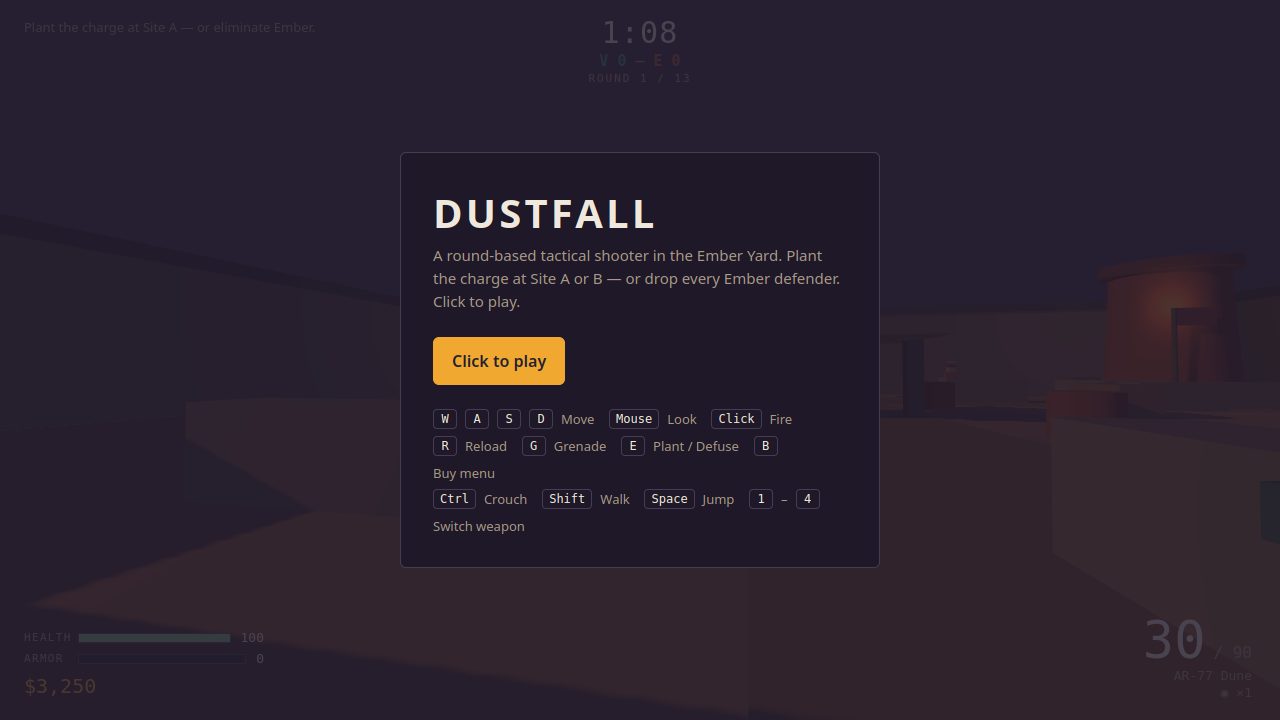 Plant the charge at Site A — or eliminate Ember.
1:08
V 0 — E 0
ROUND 1 / 13
DUSTFALL
A round-based tactical shooter in the Ember Yard. Plant
the charge at Site A or B — or drop every Ember defender.
Click to play.
Click to play
W A S D Move Mouse Look Click Fire
R Reload G Grenade E Plant / Defuse B
Buy menu
Ctrl Crouch Shift Walk Space Jump 1 – 4
Switch weapon
HEALTH 100
ARMOR 0
$3,250
30 / 90
AR-77 Dune
◉ ×1